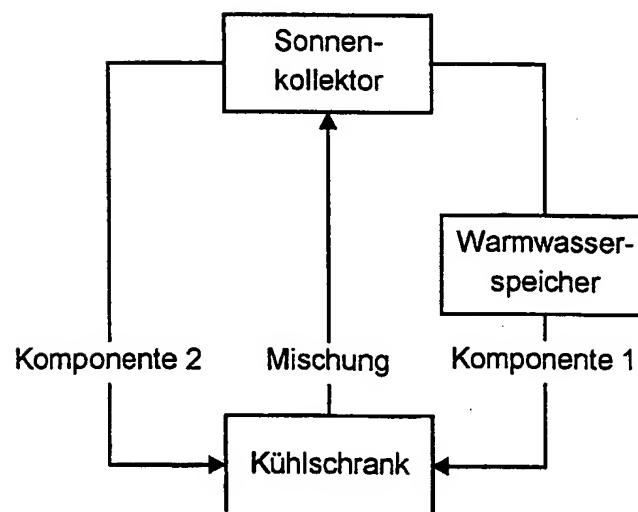 Sonnen-
kollektor
Warmwasser-
speicher
Komponente 2 Mischung Komponente 1
Kühlschrank